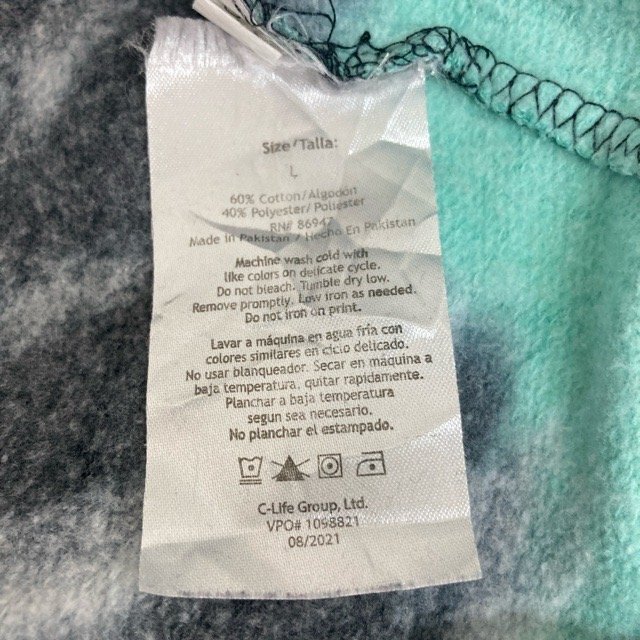 Size/Talla:
L
60% Cotton/Algodón
40% Polyester/Poliester
RN# 86947
Made in Pakistan / Hecha En Pakistan
Machine wash cold with
like colors on delicate cycle.
Do not bleach. Tumble dry low.
Remove promptly. Low iron as needed.
Do not iron on print.
Lavar a máquina en agua fría con
colores similares en ciclo delicado.
No usar blanqueador. Secar en máquina a
baja temperatura, quitar rapidamente.
Planchar a baja temperatura
segun sea necesario.
No planchar el estampado.
C-Life Group, Ltd.
VPO# 1098821
08/2021